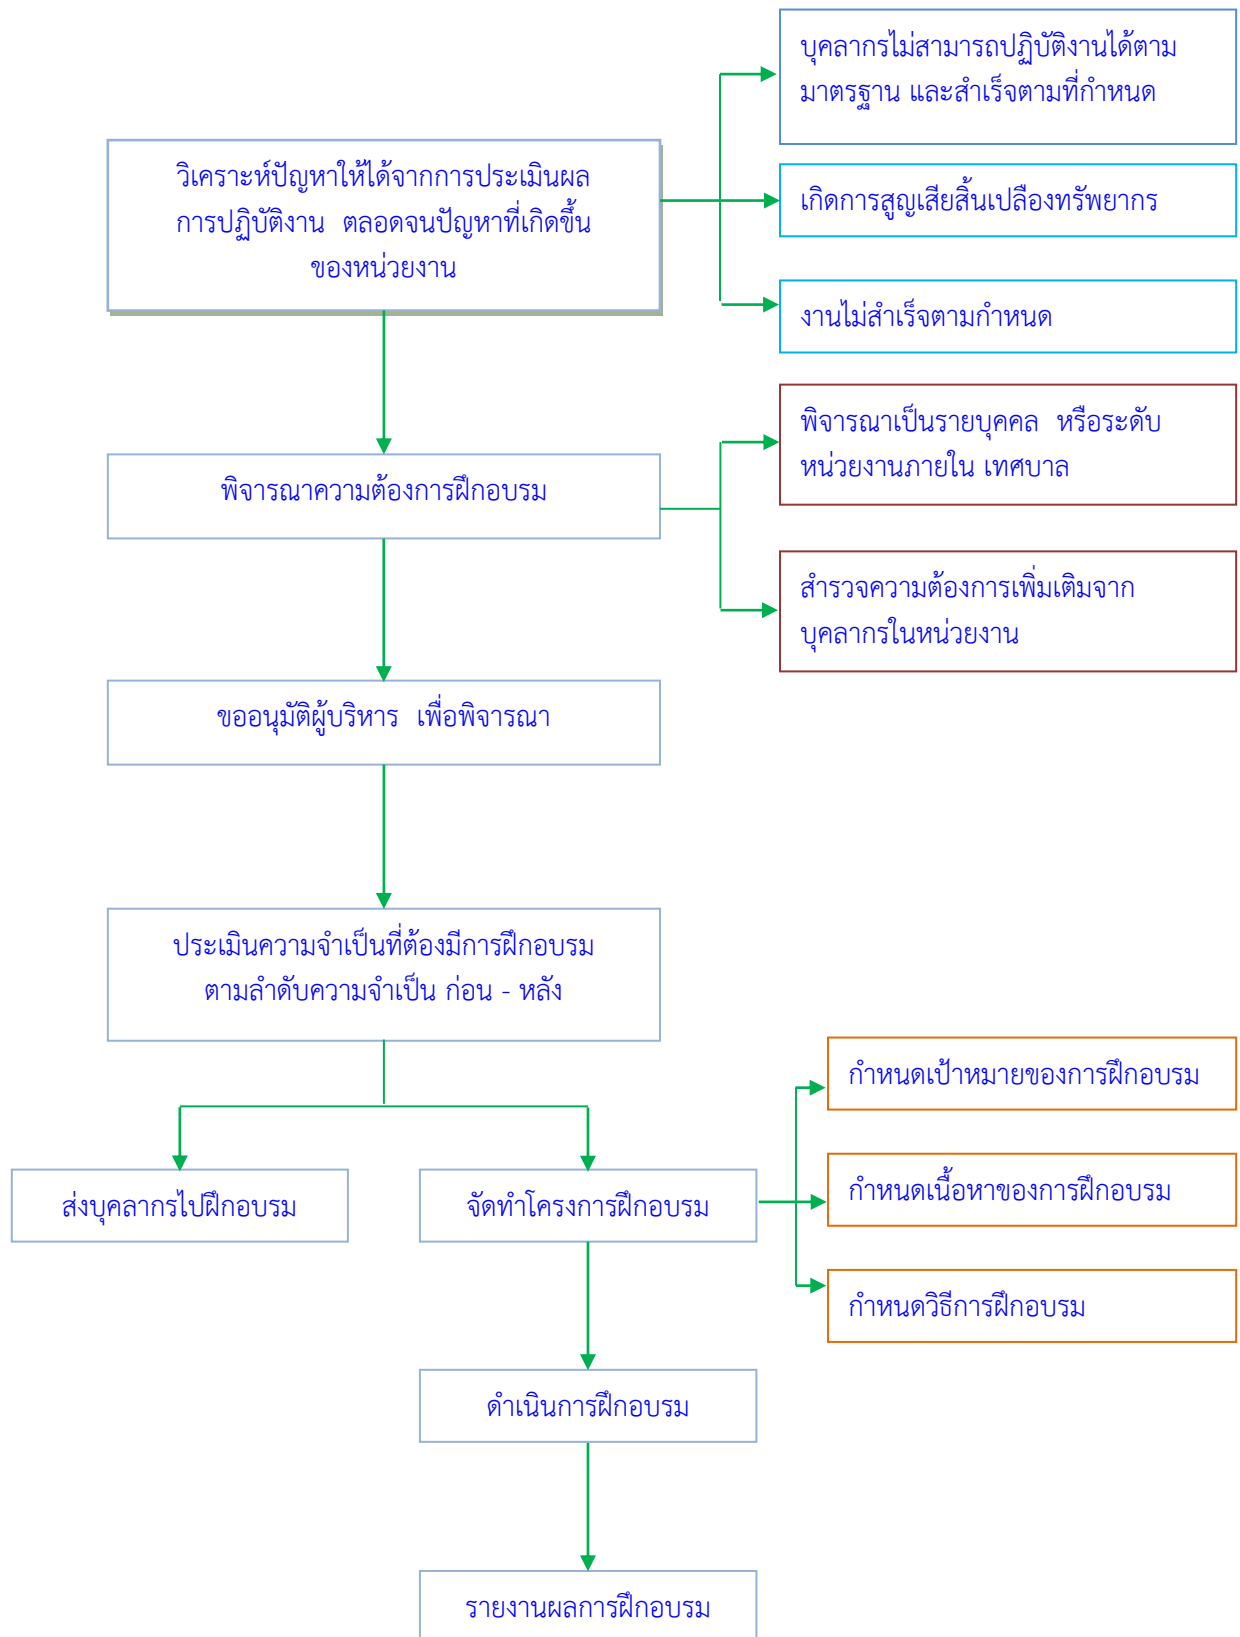 บุคลากรไม่สามารถปฏิบัติงานได้ตาม
มาตรฐาน และสำเร็จตามที่กำหนด
วิเคราะห์ปัญหาให้ได้จากการประเมินผล
การปฏิบัติงาน ตลอดจนปัญหาที่เกิดขึ้น
ของหน่วยงาน
เกิดการสูญเสียสิ้นเปลืองทรัพยากร
งานไม่สำเร็จตามกำหนด
พิจารณาเป็นรายบุคคล หรือระดับ
หน่วยงานภายใน เทศบาล
พิจารณาความต้องการฝึกอบรม
สำรวจความต้องการเพิ่มเติมจาก
บุคลากรในหน่วยงาน
ขออนุมัติผู้บริหาร เพื่อพิจารณา
ประเมินความจำเป็นที่ต้องมีการฝึกอบรม
ตามลำดับความจำเป็น ก่อน - หลัง
กำหนดเป้าหมายของการฝึกอบรม
ส่งบุคลากรไปฝึกอบรม
จัดทำโครงการฝึกอบรม
กำหนดเนื้อหาของการฝึกอบรม
กำหนดวิธีการฝึกอบรม
ดำเนินการฝึกอบรม
รายงานผลการฝึกอบรม